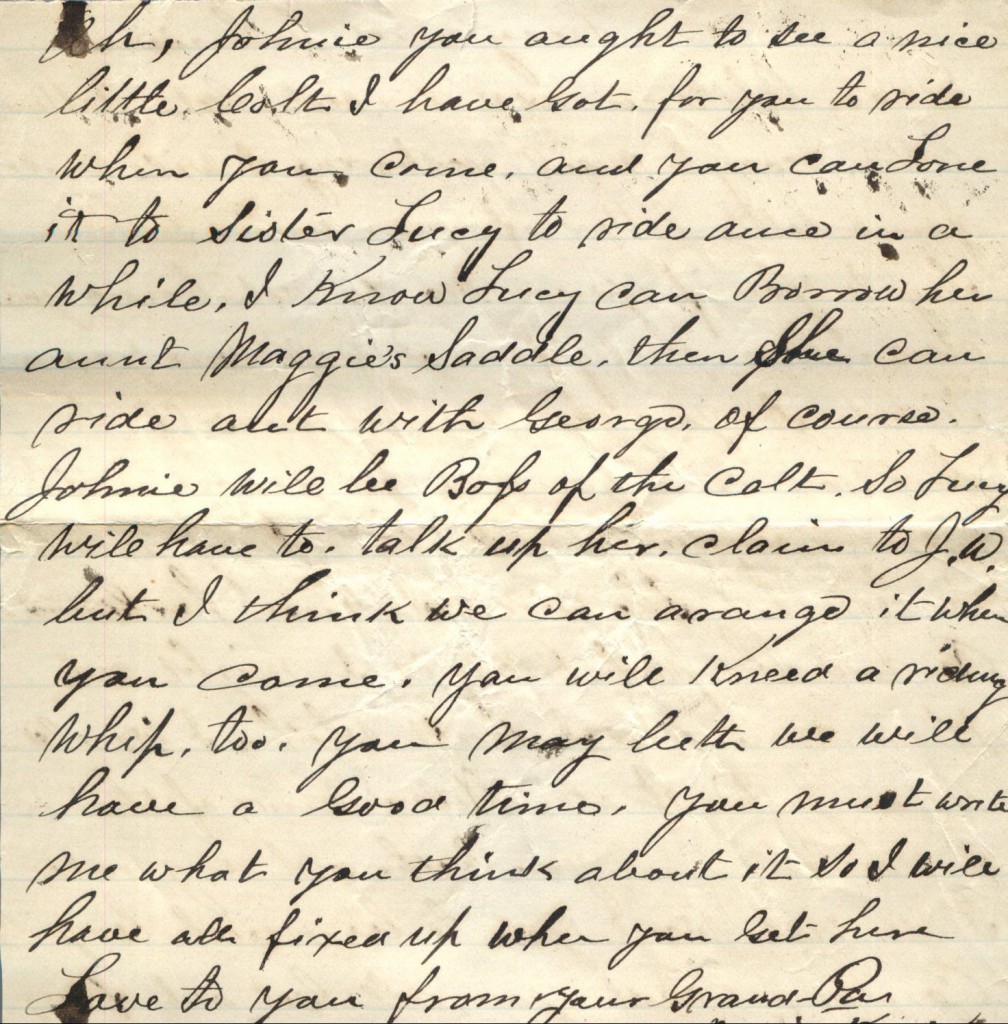 Oh, Johnie you aught to see a nice
little Colt I have Got. for you to ride
when you come. and you can Lone
it to Sister Lucy to ride ance in a
while. I Know Lucy can Borrow her
aunt Maggie's Saddle. then She can
ride aut with George. of course.
Johnie will be Boss of the Colt. So Lucy
will have to. talk up her. claim to J.W.
but I think we can arange it when
you come. you will Kneed a riding
Whip. too. you may bett we will
have a Good time. you must write
me what you think about it So I will
have all fixed up when you Get here
Love to you from your Grand-Pa